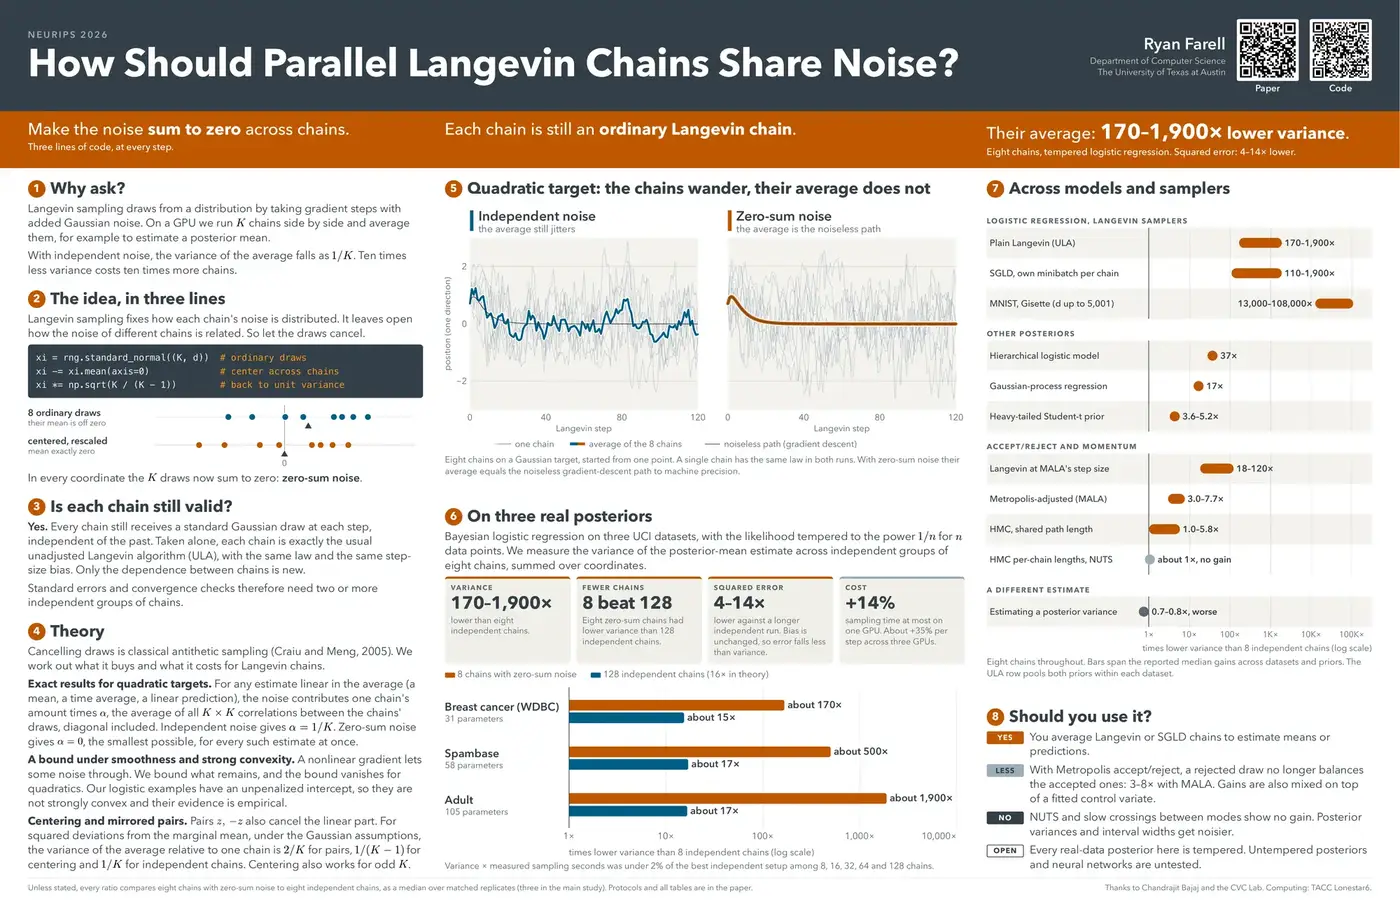 NEURIPS 2026
How Should Parallel Langevin Chains Share Noise?
Ryan Farell
Department of Computer Science
The University of Texas at Austin
Paper
Code
Make the noise sum to zero across chains.
Three lines of code, at every step.
Each chain is still an ordinary Langevin chain.
Their average: 170–1,900× lower variance.
Eight chains, tempered logistic regression. Squared error: 4–14× lower.
1 Why ask?
Langevin sampling draws from a distribution by taking gradient steps with
added Gaussian noise. On a GPU we run K chains side by side and average
them, for example to estimate a posterior mean.
With independent noise, the variance of the average falls as 1/K. Ten times
less variance costs ten times more chains.
2 The idea, in three lines
Langevin sampling fixes how each chain's noise is distributed. It leaves open
how the noise of different chains is related. So let the draws cancel.
xi = rng.standard_normal((K, d)) # ordinary draws
xi -= xi.mean(axis=0) # center across chains
xi *= np.sqrt(K / (K - 1)) # back to unit variance
8 ordinary draws
their mean is off zero
centered, rescaled
mean exactly zero
0
In every coordinate the K draws now sum to zero: zero-sum noise.
3 Is each chain still valid?
Yes. Every chain still receives a standard Gaussian draw at each step,
independent of the past. Taken alone, each chain is exactly the usual
unadjusted Langevin algorithm (ULA), with the same law and the same step-
size bias. Only the dependence between chains is new.
Standard errors and convergence checks therefore need two or more
independent groups of chains.
4 Theory
Cancelling draws is classical antithetic sampling (Craiu and Meng, 2005). We
work out what it buys and what it costs for Langevin chains.
Exact results for quadratic targets. For any estimate linear in the average (a
mean, a time average, a linear prediction), the noise contributes one chain's
amount times α, the average of all K × K correlations between the chains'
draws, diagonal included. Independent noise gives α = 1/K. Zero-sum noise
gives α = 0, the smallest possible, for every such estimate at once.
A bound under smoothness and strong convexity. A nonlinear gradient lets
some noise through. We bound what remains, and the bound vanishes for
quadratics. Our logistic examples have an unpenalized intercept, so they are
not strongly convex and their evidence is empirical.
Centering and mirrored pairs. Pairs z, −z also cancel the linear part. For
squared deviations from the marginal mean, under the Gaussian assumptions,
the variance of the average relative to one chain is 2/K for pairs, 1/(K − 1) for
centering and 1/K for independent chains. Centering also works for odd K.
5 Quadratic target: the chains wander, their average does not
Independent noise
the average still jitters
Zero-sum noise
the average is the noiseless path
position (one direction)
2
0
−2
0 40 80 120
Langevin step
0 40 80 120
Langevin step
one chain average of the 8 chains noiseless path (gradient descent)
Eight chains on a Gaussian target, started from one point. A single chain has the same law in both runs. With zero-sum noise their
average equals the noiseless gradient-descent path to machine precision.
6 On three real posteriors
Bayesian logistic regression on three UCI datasets, with the likelihood tempered to the power 1/n for n
data points. We measure the variance of the posterior-mean estimate across independent groups of
eight chains, summed over coordinates.
VARIANCE
170–1,900×
lower than eight
independent chains.
FEWER CHAINS
8 beat 128
Eight zero-sum chains had
lower variance than 128
independent chains.
SQUARED ERROR
4–14×
lower against a longer
independent run. Bias is
unchanged, so error falls less
than variance.
COST
+14%
sampling time at most on
one GPU. About +35% per
step across three GPUs.
8 chains with zero-sum noise 128 independent chains (16× in theory)
Breast cancer (WDBC)
31 parameters
about 170×
about 15×
Spambase
58 parameters
about 500×
about 17×
Adult
105 parameters
about 1,900×
about 17×
1× 10× 100× 1,000× 10,000×
times lower variance than 8 independent chains (log scale)
Variance × measured sampling seconds was under 2% of the best independent setup among 8, 16, 32, 64 and 128 chains.
7 Across models and samplers
LOGISTIC REGRESSION, LANGEVIN SAMPLERS
Plain Langevin (ULA) 170–1,900×
SGLD, own minibatch per chain 110–1,900×
MNIST, Gisette (d up to 5,001) 13,000–108,000×
OTHER POSTERIORS
Hierarchical logistic model 37×
Gaussian-process regression 17×
Heavy-tailed Student-t prior 3.6–5.2×
ACCEPT/REJECT AND MOMENTUM
Langevin at MALA's step size 18–120×
Metropolis-adjusted (MALA) 3.0–7.7×
HMC, shared path length 1.0–5.8×
HMC per-chain lengths, NUTS about 1×, no gain
A DIFFERENT ESTIMATE
Estimating a posterior variance 0.7–0.8×, worse
1× 10× 100× 1K× 10K× 100K×
times lower variance than 8 independent chains (log scale)
Eight chains throughout. Bars span the reported median gains across datasets and priors. The
ULA row pools both priors within each dataset.
8 Should you use it?
YES You average Langevin or SGLD chains to estimate means or
predictions.
LESS With Metropolis accept/reject, a rejected draw no longer balances
the accepted ones: 3–8× with MALA. Gains are also mixed on top
of a fitted control variate.
NO NUTS and slow crossings between modes show no gain. Posterior
variances and interval widths get noisier.
OPEN Every real-data posterior here is tempered. Untempered posteriors
and neural networks are untested.
Unless stated, every ratio compares eight chains with zero-sum noise to eight independent chains, as a median over matched replicates (three in the main study). Protocols and all tables are in the paper.
Thanks to Chandrajit Bajaj and the CVC Lab. Computing: TACC Lonestar6.